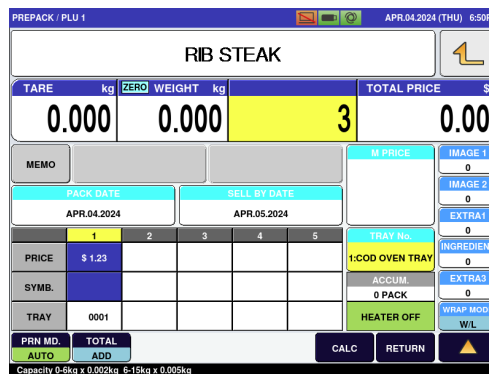 PREPACK / PLU 1 APR.04.2024 (THU) 6:50P
RIB STEAK
TARE kg ZERO WEIGHT kg TOTAL PRICE $
0.000 0.000 3 0.00
MEMO M.PRICE IMAGE 1
0
IMAGE 2
0
PACK DATE SELL BY DATE
APR.04.2024 APR.05.2024
EXTRA1
0
1 2 3 4 5 TRAY No.
PRICE $ 1.23 1:COD OVEN TRAY
INGREDIEN
0
SYMB. ACCUM.
0 PACK
EXTRA3
0
TRAY 0001 HEATER OFF
WRAP MOD
W/L
PRN MD. TOTAL
AUTO ADD
CALC RETURN
Capacity 0-6kg x 0.002kg 6-15kg x 0.005kg